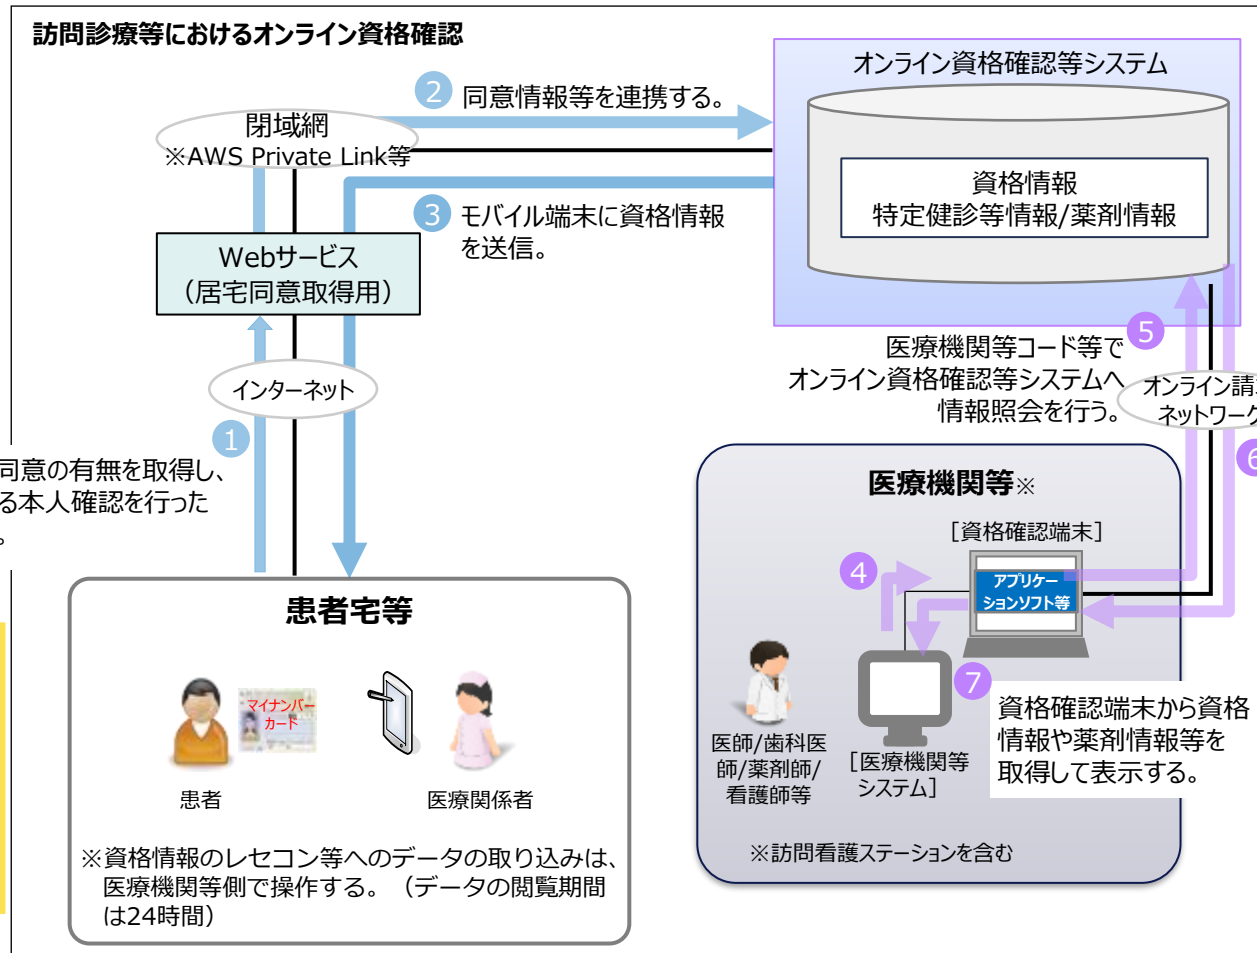 訪問診療等におけるオンライン資格確認
オンライン資格確認等システム
2 同意情報等を連携する。
閉域網
※AWS Private Link等
資格情報
特定健診等情報/薬剤情報
3 モバイル端末に資格情報
を送信。
Webサービス
（居宅同意取得用）
5
医療機関等コード等で
オンライン資格確認等システムへ
情報照会を行う。
インターネット
オンライン請
ネットワーク
1
同意の有無を取得し、
る本人確認を行った
。
6
医療機関等※
［資格確認端末］
4
アプリケー
ションソフト等
患者宅等
マイナンバー
カード
患者
医療関係者
※資格情報のレセコン等へのデータの取り込みは、
医療機関等側で操作する。（データの閲覧期間
は24時間）
7
資格確認端末から資格
情報や薬剤情報等を
取得して表示する。
医師/歯科医
師/薬剤師/
看護師等
［医療機関等
システム］
※訪問看護ステーションを含む